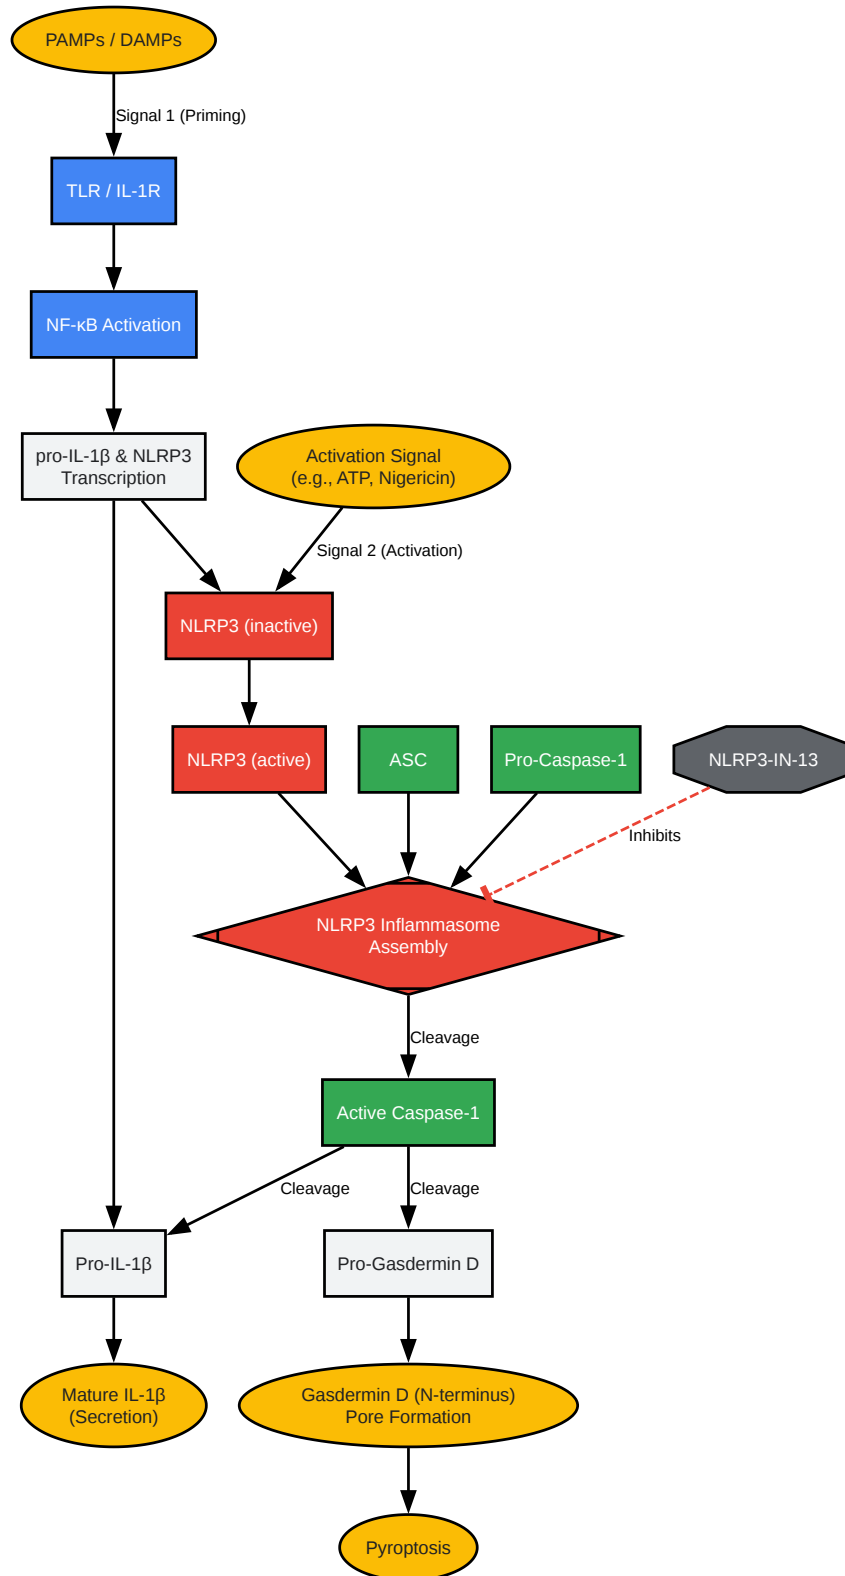 PAMPs / DAMPs
Signal 1 (Priming)
TLR / IL-1R
NF-κB Activation
pro-IL-1β & NLRP3
Transcription
Activation Signal
(e.g., ATP, Nigericin)
Signal 2 (Activation)
NLRP3 (inactive)
NLRP3 (active)
ASC
Pro-Caspase-1
NLRP3-IN-13
Inhibits
NLRP3 Inflammasome
Assembly
Cleavage
Active Caspase-1
Cleavage
Cleavage
Pro-IL-1β
Pro-Gasdermin D
Mature IL-1β
(Secretion)
Gasdermin D (N-terminus)
Pore Formation
Pyroptosis